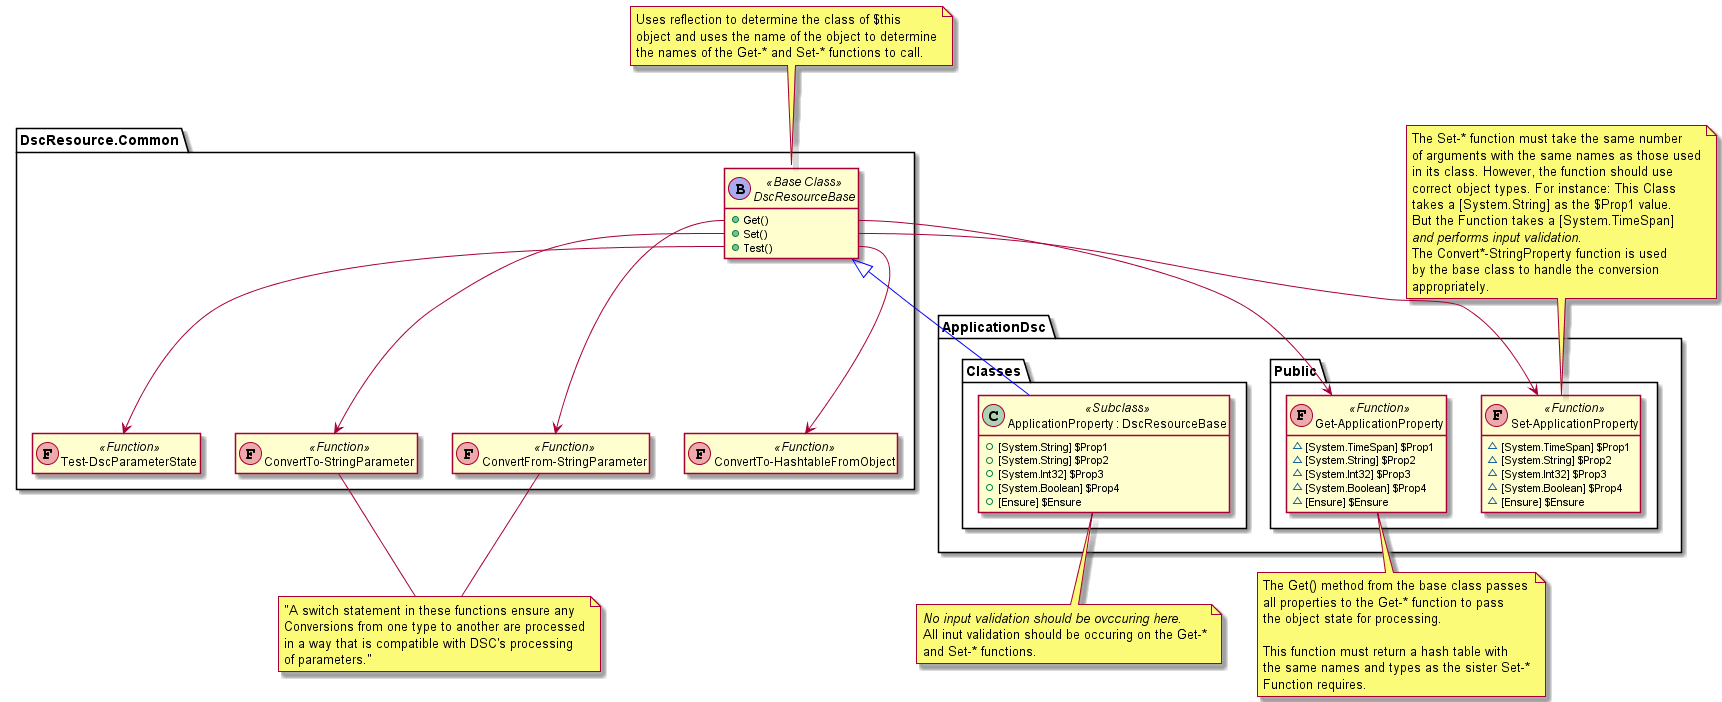 Uses reflection to determine the class of $this
object and uses the name of the object to determine
the names of the Get-* and Set-* functions to call.
DscResource.Common
B
«Base Class»
DscResourceBase
Get()
Set()
Test()
F
«Function»
Test-DscParameterState
F
«Function»
ConvertTo-StringParameter
F
«Function»
ConvertFrom-StringParameter
F
«Function»
ConvertTo-HashtableFromObject
"A switch statement in these functions ensure any
Conversions from one type to another are processed
in a way that is compatible with DSC's processing
of parameters."
The Set-* function must take the same number
of arguments with the same names as those used
in its class. However, the function should use
correct object types. For instance: This Class
takes a [System.String] as the $Prop1 value.
But the Function takes a [System.TimeSpan]
and performs input validation.
The Convert*-StringProperty function is used
by the base class to handle the conversion
appropriately.
ApplicationDsc
Classes
C
«Subclass»
ApplicationProperty : DscResourceBase
[System.String] $Prop1
[System.String] $Prop2
[System.Int32] $Prop3
[System.Boolean] $Prop4
[Ensure] $Ensure
Public
F
«Function»
Get-ApplicationProperty
[System.TimeSpan] $Prop1
[System.String] $Prop2
[System.Int32] $Prop3
[System.Boolean] $Prop4
[Ensure] $Ensure
F
«Function»
Set-ApplicationProperty
[System.TimeSpan] $Prop1
[System.String] $Prop2
[System.Int32] $Prop3
[System.Boolean] $Prop4
[Ensure] $Ensure
No input validation should be ovccuring here.
All inut validation should be occuring on the Get-*
and Set-* functions.
The Get() method from the base class passes
all properties to the Get-* function to pass
the object state for processing.
This function must return a hash table with
the same names and types as the sister Set-*
Function requires.